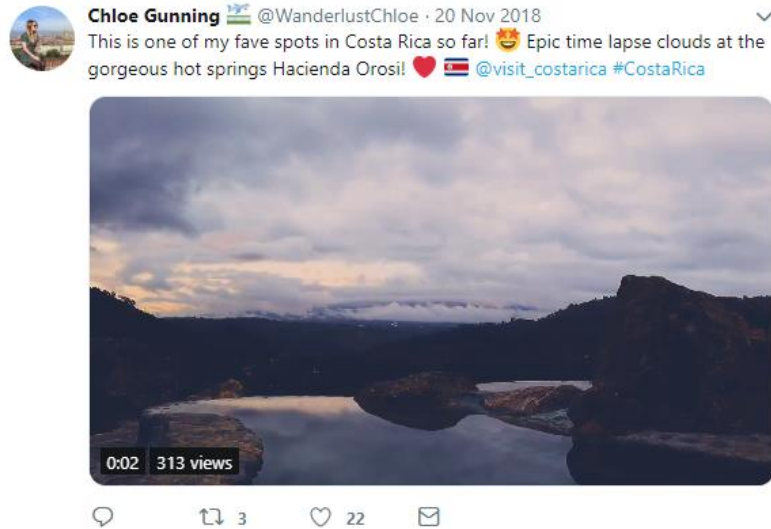 Chloe Gunning @WanderlustChloe · 20 Nov 2018
This is one of my fave spots in Costa Rica so far! 🤩 Epic time lapse clouds at the
gorgeous hot springs Hacienda Orosi! ❤️ 🇨🇷 @visit_costarica #CostaRica
0:02 313 views
3 22